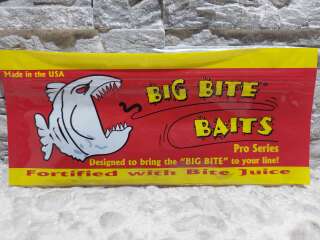 Made in the USA
BIG BITE™
BAITS
Pro Series
Designed to bring the "BIG BITE" to your line!
Fortified with Bite Juice